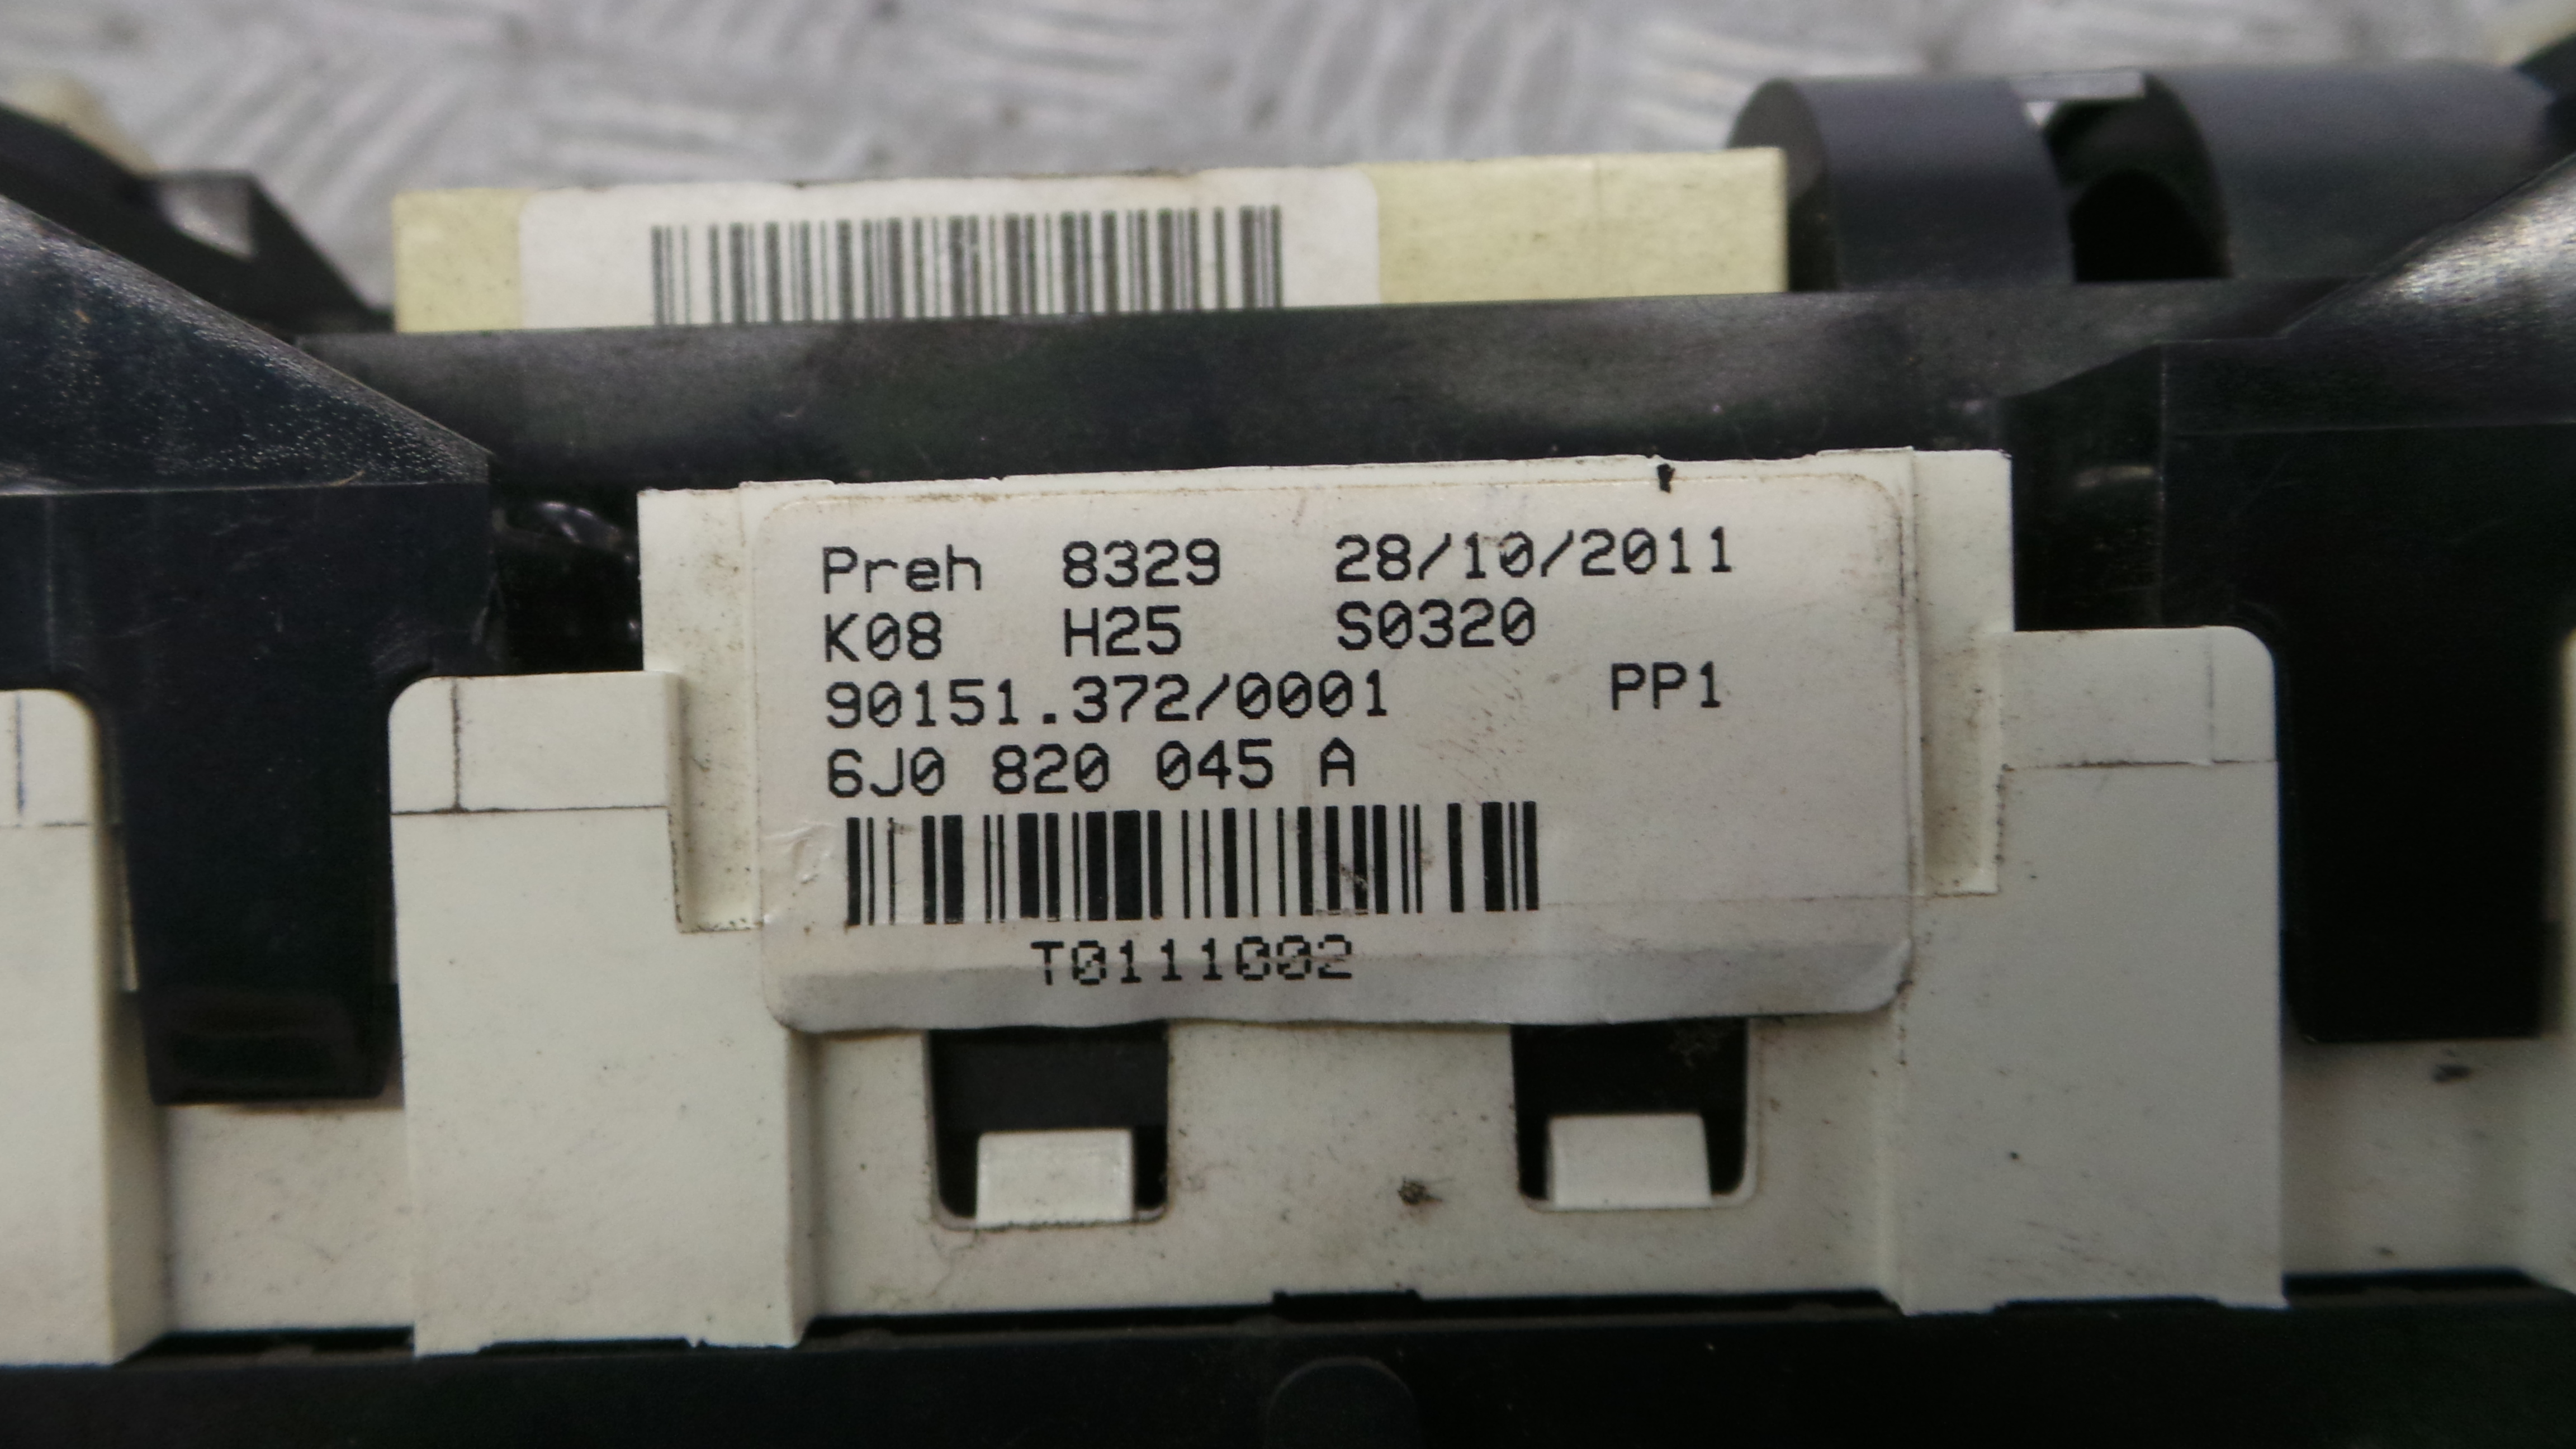 Preh 8329 28/10/2011
K08 H25 S0320
90151.372/0001 PP1
6J0 820 045 A
T0111002